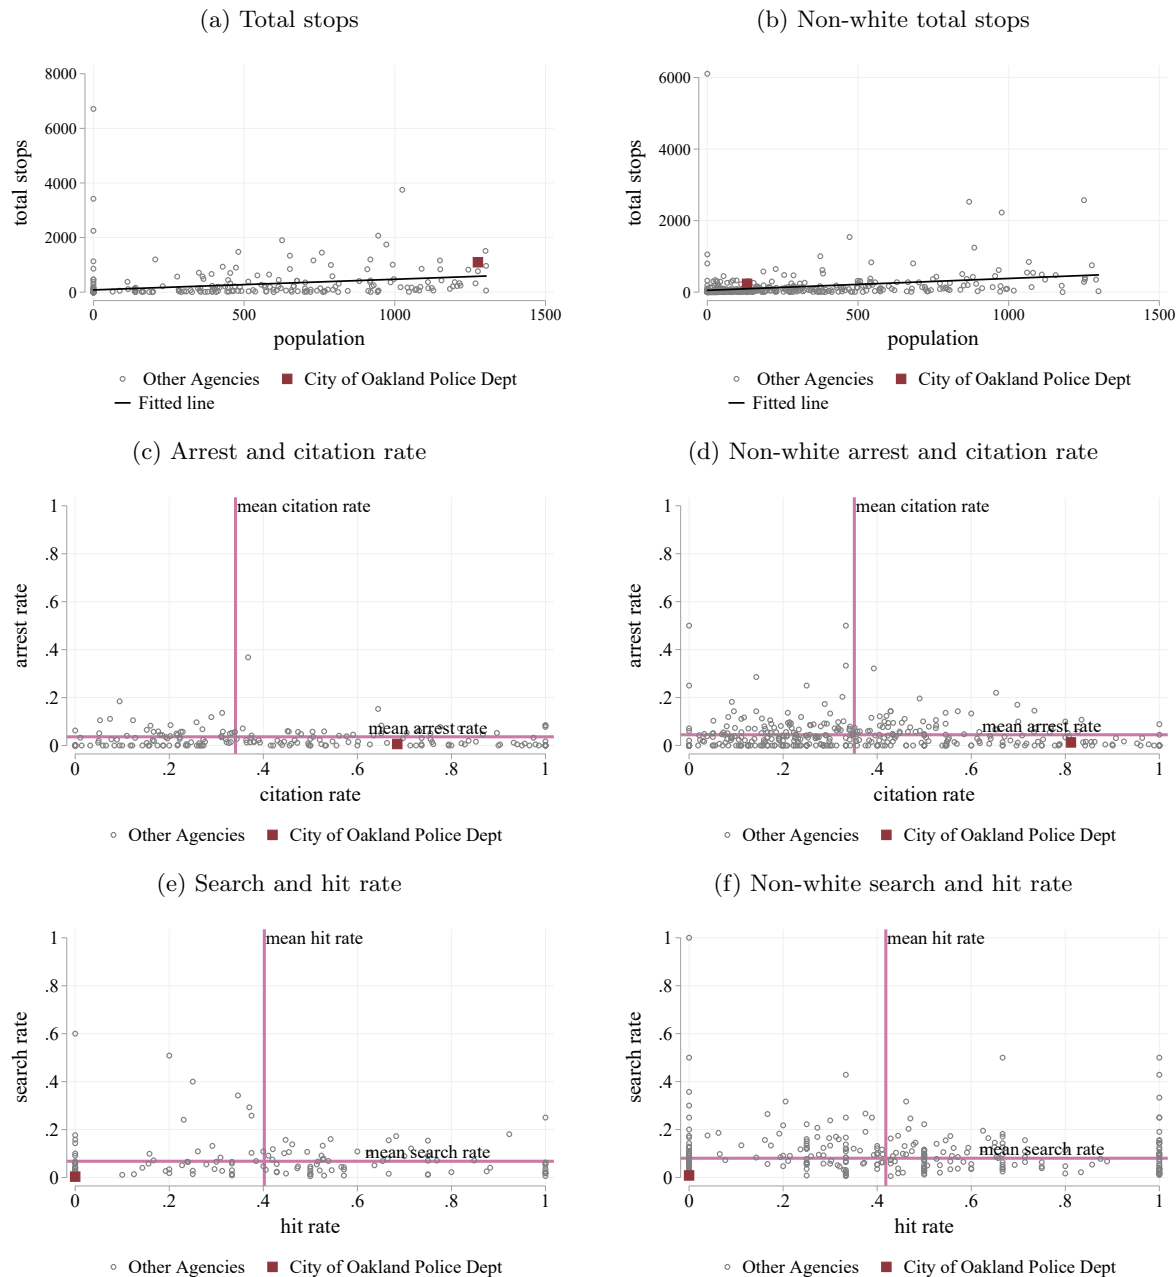 (a) Total stops
8000
6000
4000
2000
0
total stops
0 500 1000 1500
population
Other Agencies City of Oakland Police Dept
Fitted line
(b) Non-white total stops
6000
4000
2000
0
total stops
0 500 1000 1500
population
Other Agencies City of Oakland Police Dept
Fitted line
(c) Arrest and citation rate
1
.8
.6
.4
.2
0
arrest rate
mean citation rate
mean arrest rate
0 .2 .4 .6 .8 1
citation rate
Other Agencies City of Oakland Police Dept
(d) Non-white arrest and citation rate
1
.8
.6
.4
.2
0
arrest rate
mean citation rate
mean arrest rate
0 .2 .4 .6 .8 1
citation rate
Other Agencies City of Oakland Police Dept
(e) Search and hit rate
1
.8
.6
.4
.2
0
search rate
mean hit rate
mean search rate
0 .2 .4 .6 .8 1
hit rate
Other Agencies City of Oakland Police Dept
(f) Non-white search and hit rate
1
.8
.6
.4
.2
0
search rate
mean hit rate
mean search rate
0 .2 .4 .6 .8 1
hit rate
Other Agencies City of Oakland Police Dept